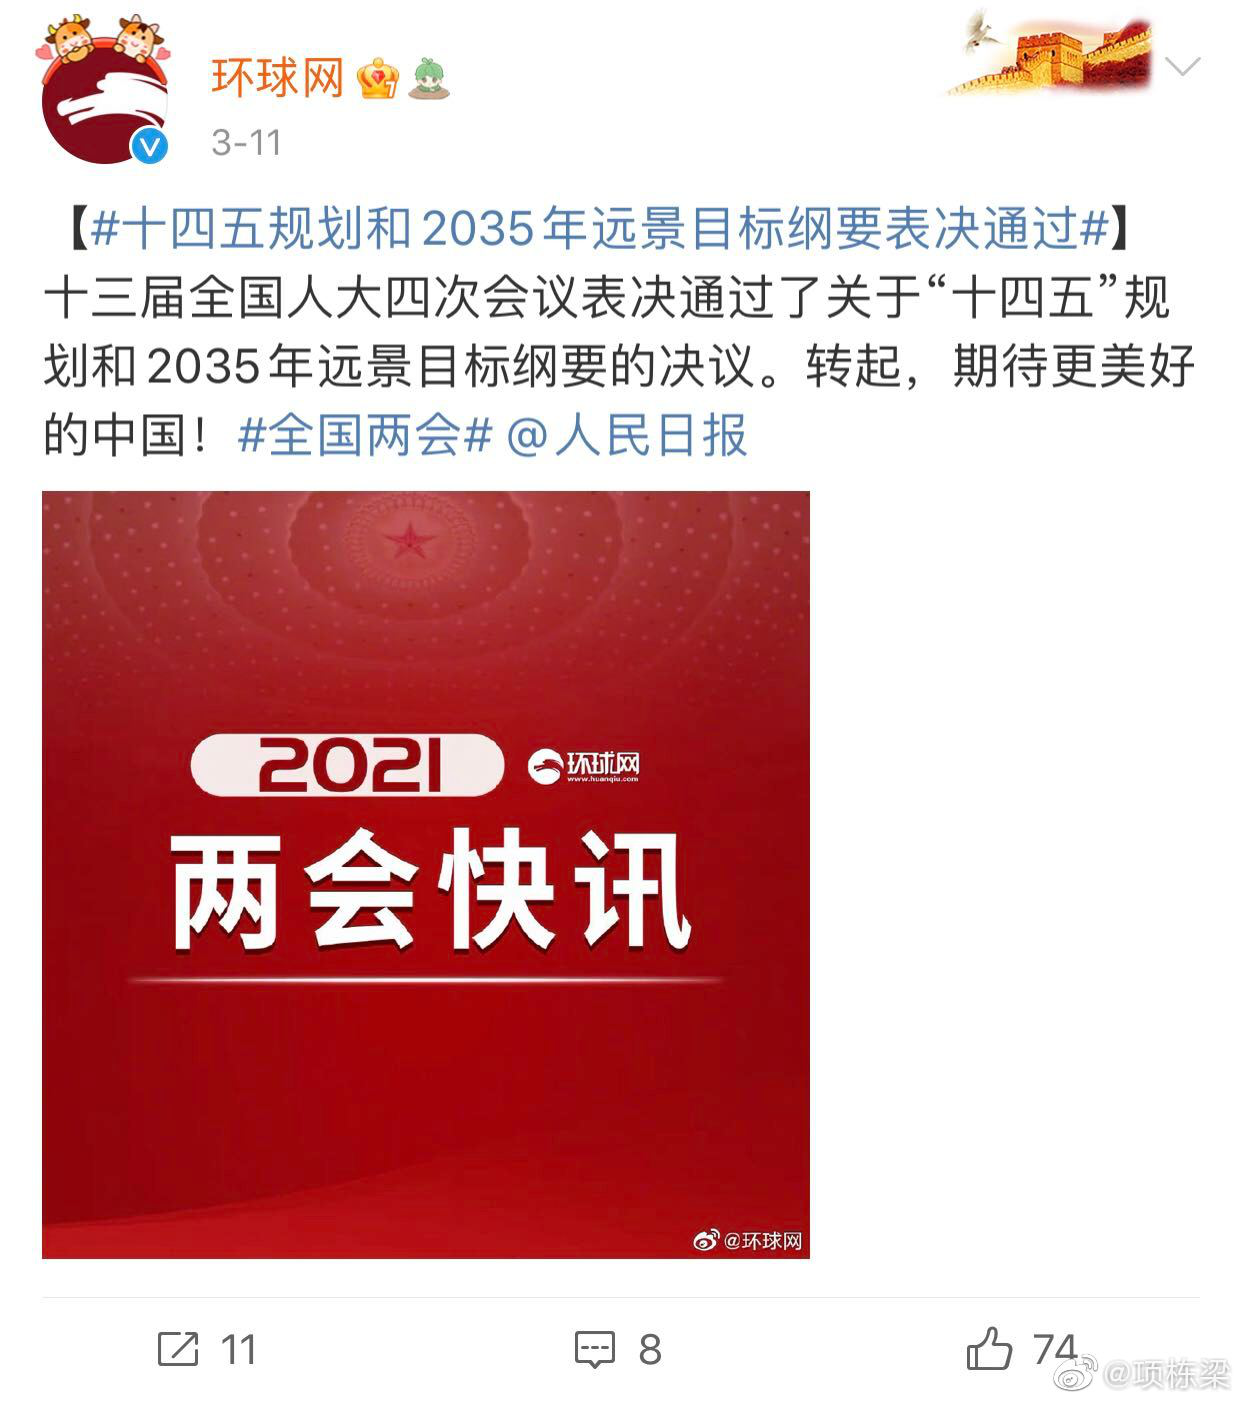 环球网
3-11
【#十四五规划和2035年远景目标纲要表决通过#】
十三届全国人大四次会议表决通过了关于“十四五”规
划和2035年远景目标纲要的决议。转起，期待更美好
的中国！#全国两会# @人民日报
2021 环球网
www.huanqiu.com
两会快讯
@环球网
11 8 74
@项栋梁